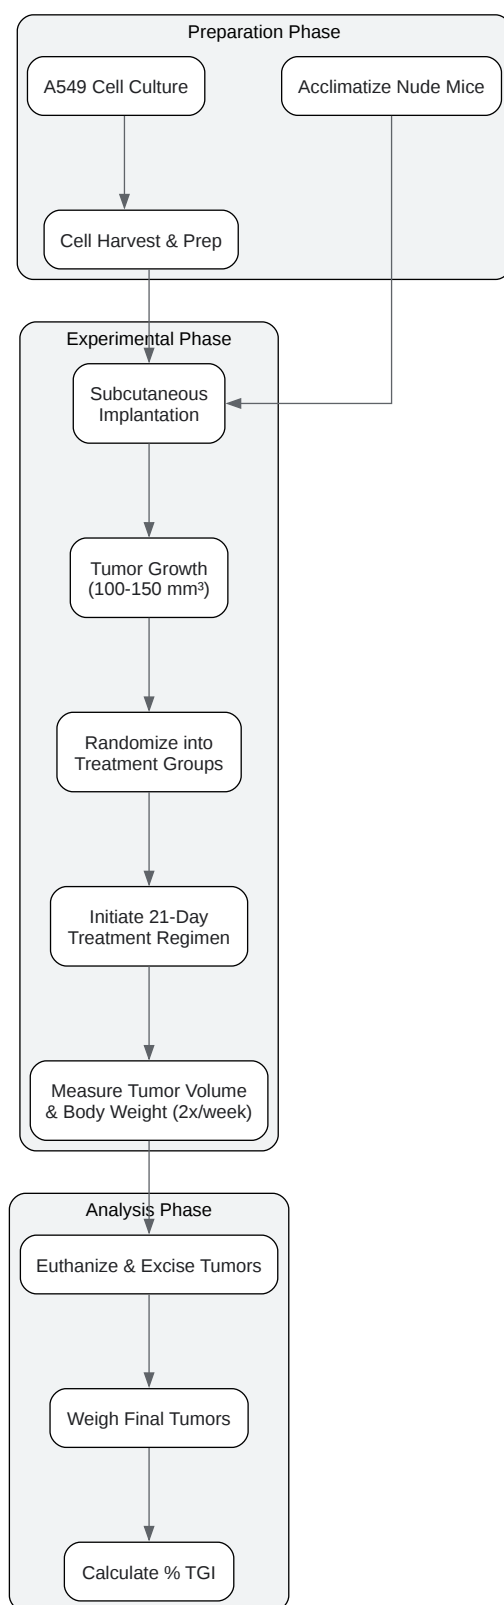 Preparation Phase
A549 Cell Culture
Acclimatize Nude Mice
Cell Harvest & Prep
Experimental Phase
Subcutaneous
Implantation
Tumor Growth
(100-150 mm³)
Randomize into
Treatment Groups
Initiate 21-Day
Treatment Regimen
Measure Tumor Volume
& Body Weight (2x/week)
Analysis Phase
Euthanize & Excise Tumors
Weigh Final Tumors
Calculate % TGI